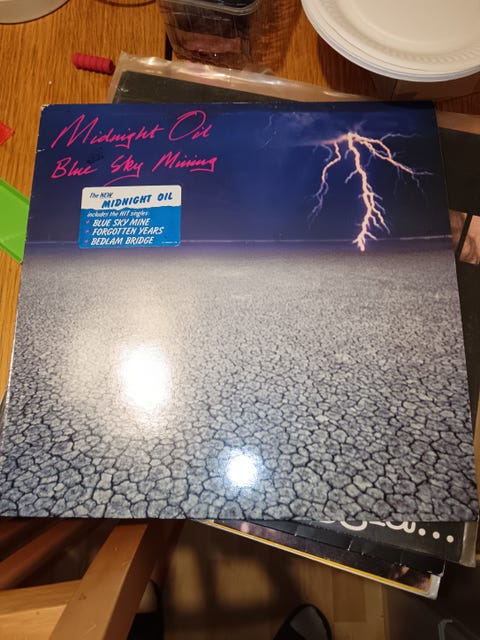 Midnight Oil
Blue Sky Mining
The NEW
MIDNIGHT OIL
includes the HIT singles:
* BLUE SKY MINE
* FORGOTTEN YEARS
* BEDLAM BRIDGE